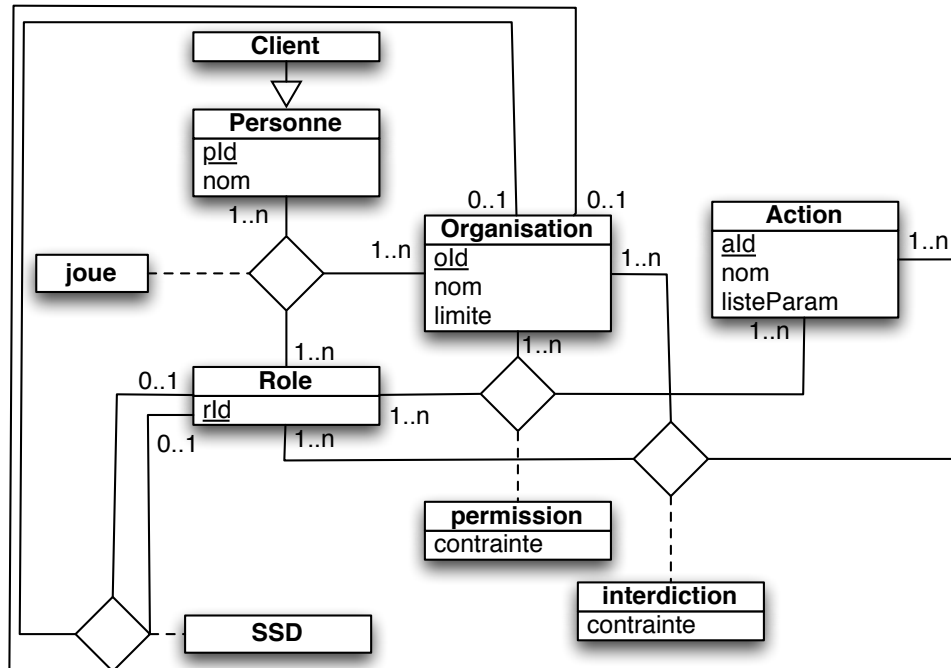 Client
Personne
pId
nom
1..n
0..1
0..1
Organisation
oId
nom
limite
Action
aId
nom
listeParam
1..n
joue
1..n
1..n
1..n
1..n
1..n
0..1
Role
rId
1..n
0..1
1..n
permission
contrainte
interdiction
contrainte
SSD